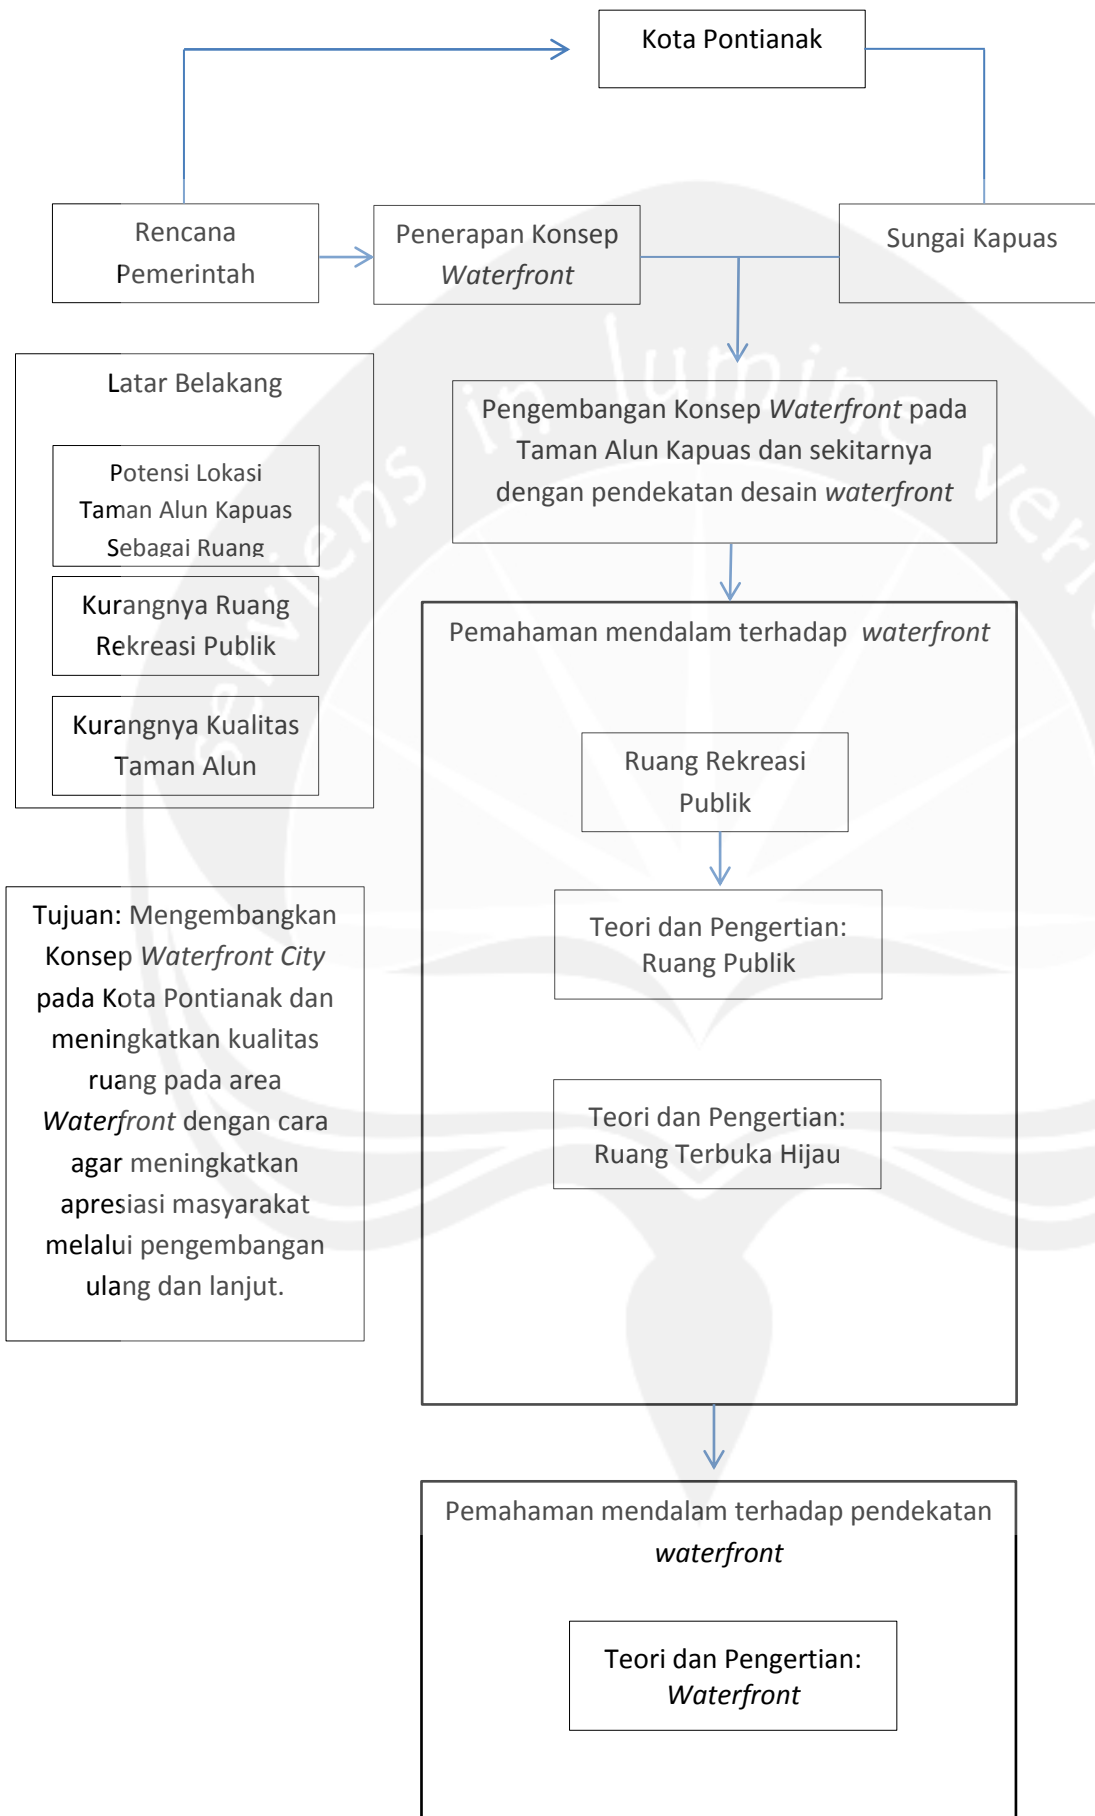 Kota Pontianak
Rencana
Pemerintah
Penerapan Konsep
Waterfront
Sungai Kapuas
Latar Belakang
Potensi Lokasi
Taman Alun Kapuas
Sebagai Ruang
Kurangnya Ruang
Rekreasi Publik
Kurangnya Kualitas
Taman Alun
Tujuan: Mengembangkan
Konsep Waterfront City
pada Kota Pontianak dan
meningkatkan kualitas
ruang pada area
Waterfront dengan cara
agar meningkatkan
apresiasi masyarakat
melalui pengembangan
ulang dan lanjut.
Pengembangan Konsep Waterfront pada
Taman Alun Kapuas dan sekitarnya
dengan pendekatan desain waterfront
Pemahaman mendalam terhadap waterfront
Ruang Rekreasi
Publik
Teori dan Pengertian:
Ruang Publik
Teori dan Pengertian:
Ruang Terbuka Hijau
Pemahaman mendalam terhadap pendekatan
waterfront
Teori dan Pengertian:
Waterfront
serviens in lumine veri